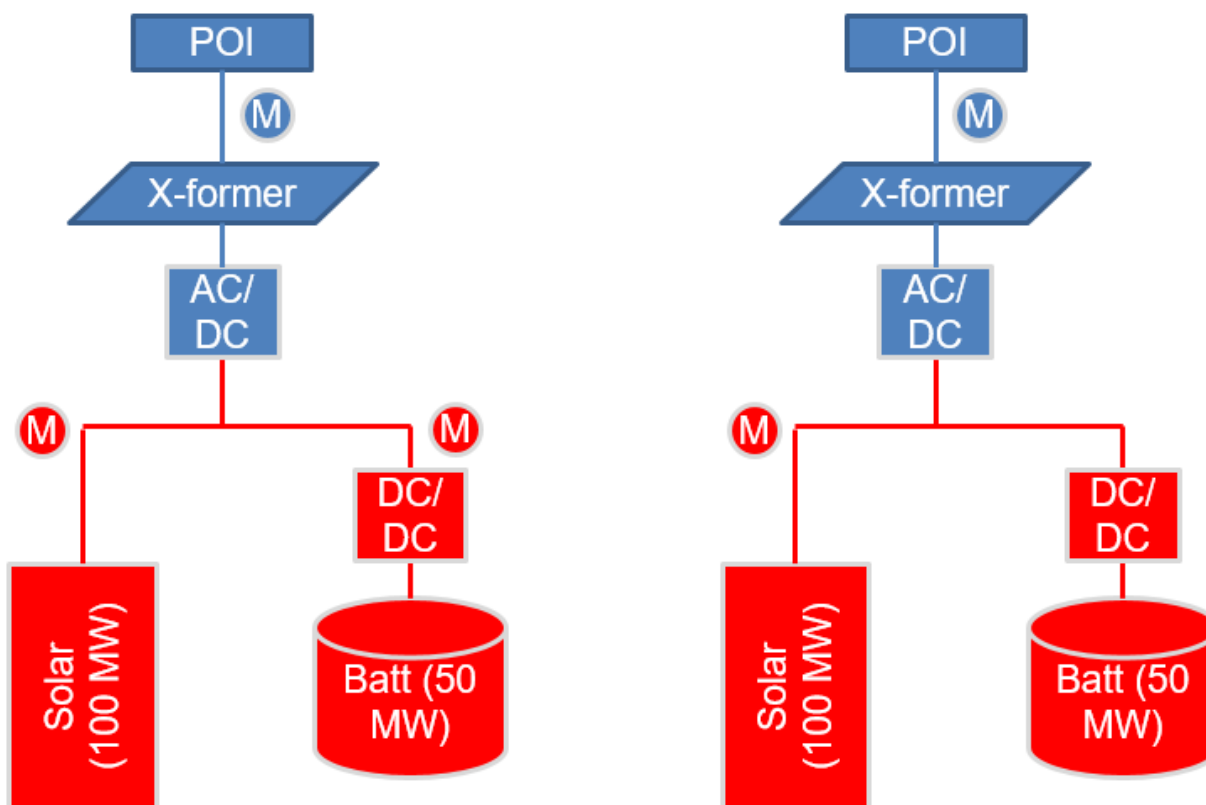 POI
M
X-former
AC/
DC
M
M
DC/
DC
Solar
(100 MW)
Batt (50
MW)
POI
M
X-former
AC/
DC
M
DC/
DC
Solar
(100 MW)
Batt (50
MW)